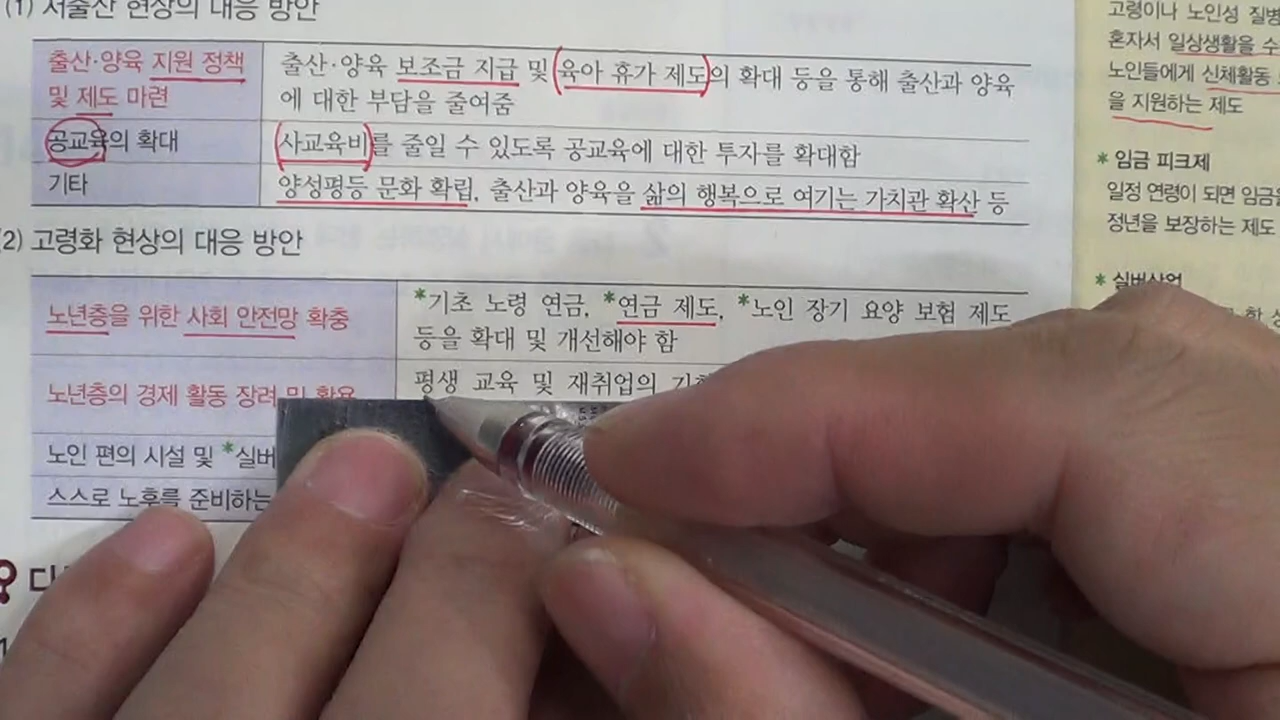 (1) 저출산 현상의 대응 방안
출산·양육 지원 정책
및 제도 마련
출산·양육 보조금 지급 및 육아 휴가 제도의 확대 등을 통해 출산과 양육
에 대한 부담을 줄여줌
공교육의 확대
사교육비를 줄일 수 있도록 공교육에 대한 투자를 확대함
기타
양성평등 문화 확립, 출산과 양육을 삶의 행복으로 여기는 가치관 확산 등
(2) 고령화 현상의 대응 방안
노년층을 위한 사회 안전망 확충
*기초 노령 연금, *연금 제도, *노인 장기 요양 보험 제도
등을 확대 및 개선해야 함
노년층의 경제 활동 장려 및 활용
평생 교육 및 재취업의
노인 편의 시설 및 *실버
스스로 노후를 준비하는
고령이나 노인성 질병
혼자서 일상생활을 수
노인들에게 신체활동
을 지원하는 제도
* 임금 피크제
일정 연령이 되면 임금
정년을 보장하는 제도
* 실버산업